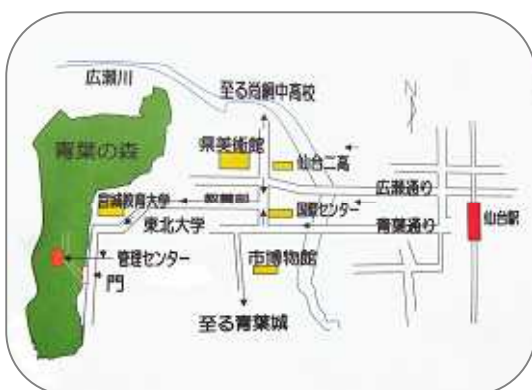 広瀬川
至る尚絅中高校
N
青葉の森
県美術館
仙台二高
宮城教育大学
広瀬通り
国際センター
仙台駅
東北大学
青葉通り
管理センター
市博物館
門
至る青葉城